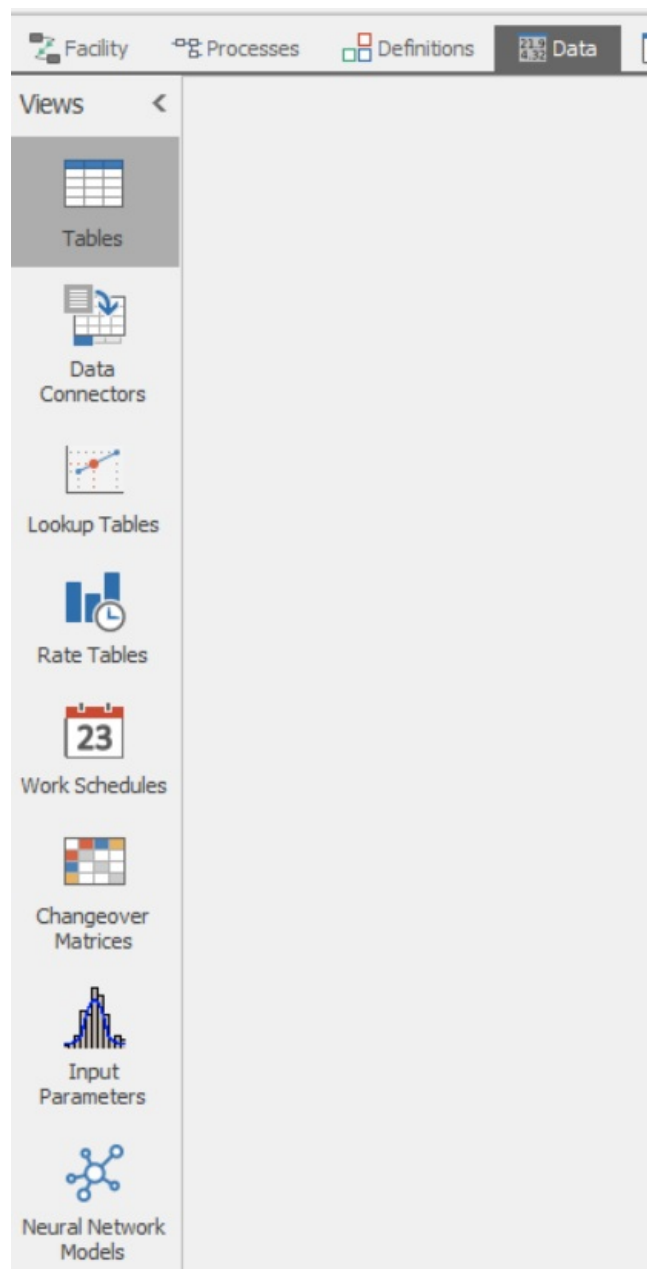 Facility Processes Definitions Data
Views <
Tables
Data
Connectors
Lookup Tables
Rate Tables
23
Work Schedules
Changeover
Matrices
Input
Parameters
Neural Network
Models